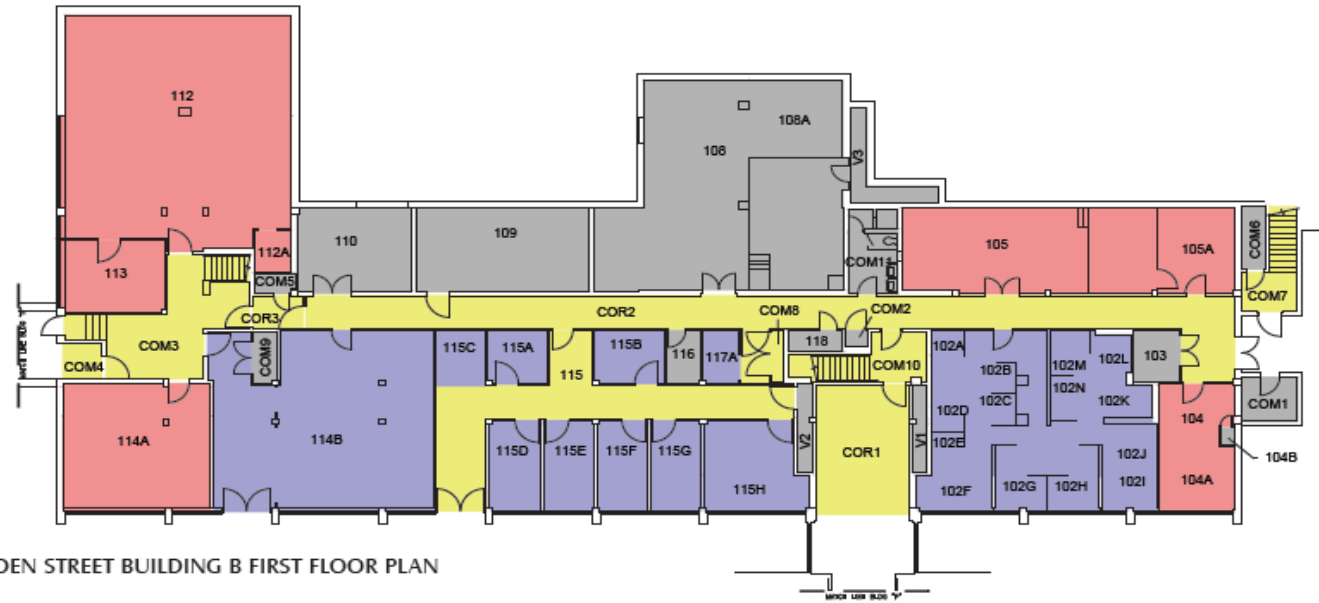 112
108A
108
V3
112A
110
109
105
105A
COM6
113
COM5
COM11
COM7
COR3
COR2
COM8
COM2
COM3
COM4
COM9
115C
115A
115
115B
116
117A
118
COM10
102A
102B
102M
102L
103
102N
102C
102K
102D
COM1
104
114A
114B
V2
V1
102E
COR1
102J
104B
115D
115E
115F
115G
115H
102F
102G
102H
102I
104A
DEN STREET BUILDING B FIRST FLOOR PLAN